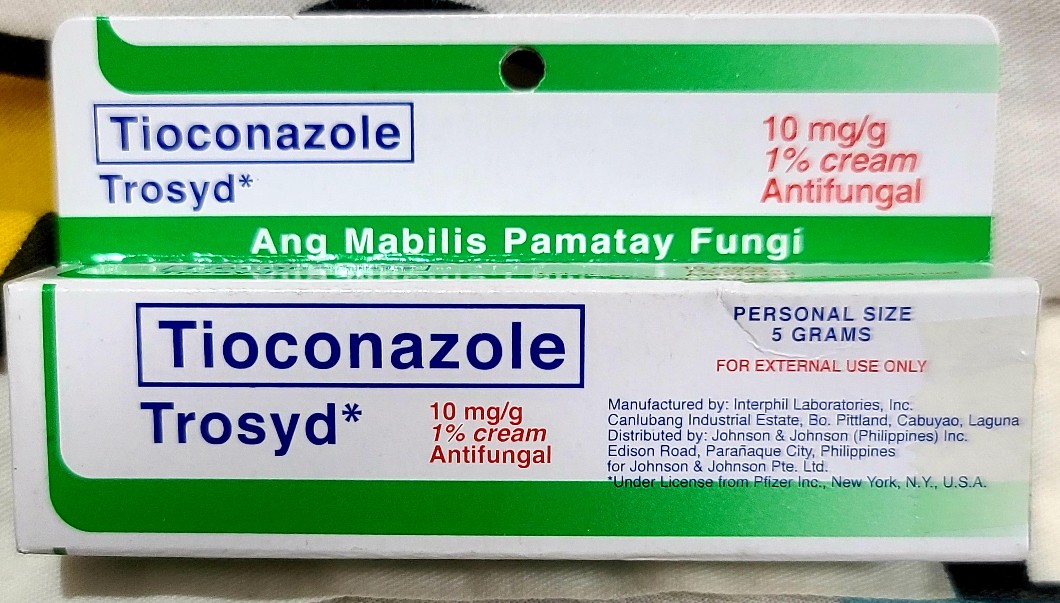 Tioconazole
Trosyd*
10 mg/g
1% cream
Antifungal
Ang Mabilis Pamatay Fungi
Tioconazole
Trosyd*
10 mg/g
1% cream
Antifungal
PERSONAL SIZE
5 GRAMS
FOR EXTERNAL USE ONLY
Manufactured by: Interphil Laboratories, Inc.
Canlubang Industrial Estate, Bo. Pittland, Cabuyao, Laguna
Distributed by: Johnson & Johnson (Philippines) Inc.
Edison Road, Parañaque City, Philippines
for Johnson & Johnson Pte. Ltd.
*Under License from Pfizer Inc., New York, N.Y., U.S.A.